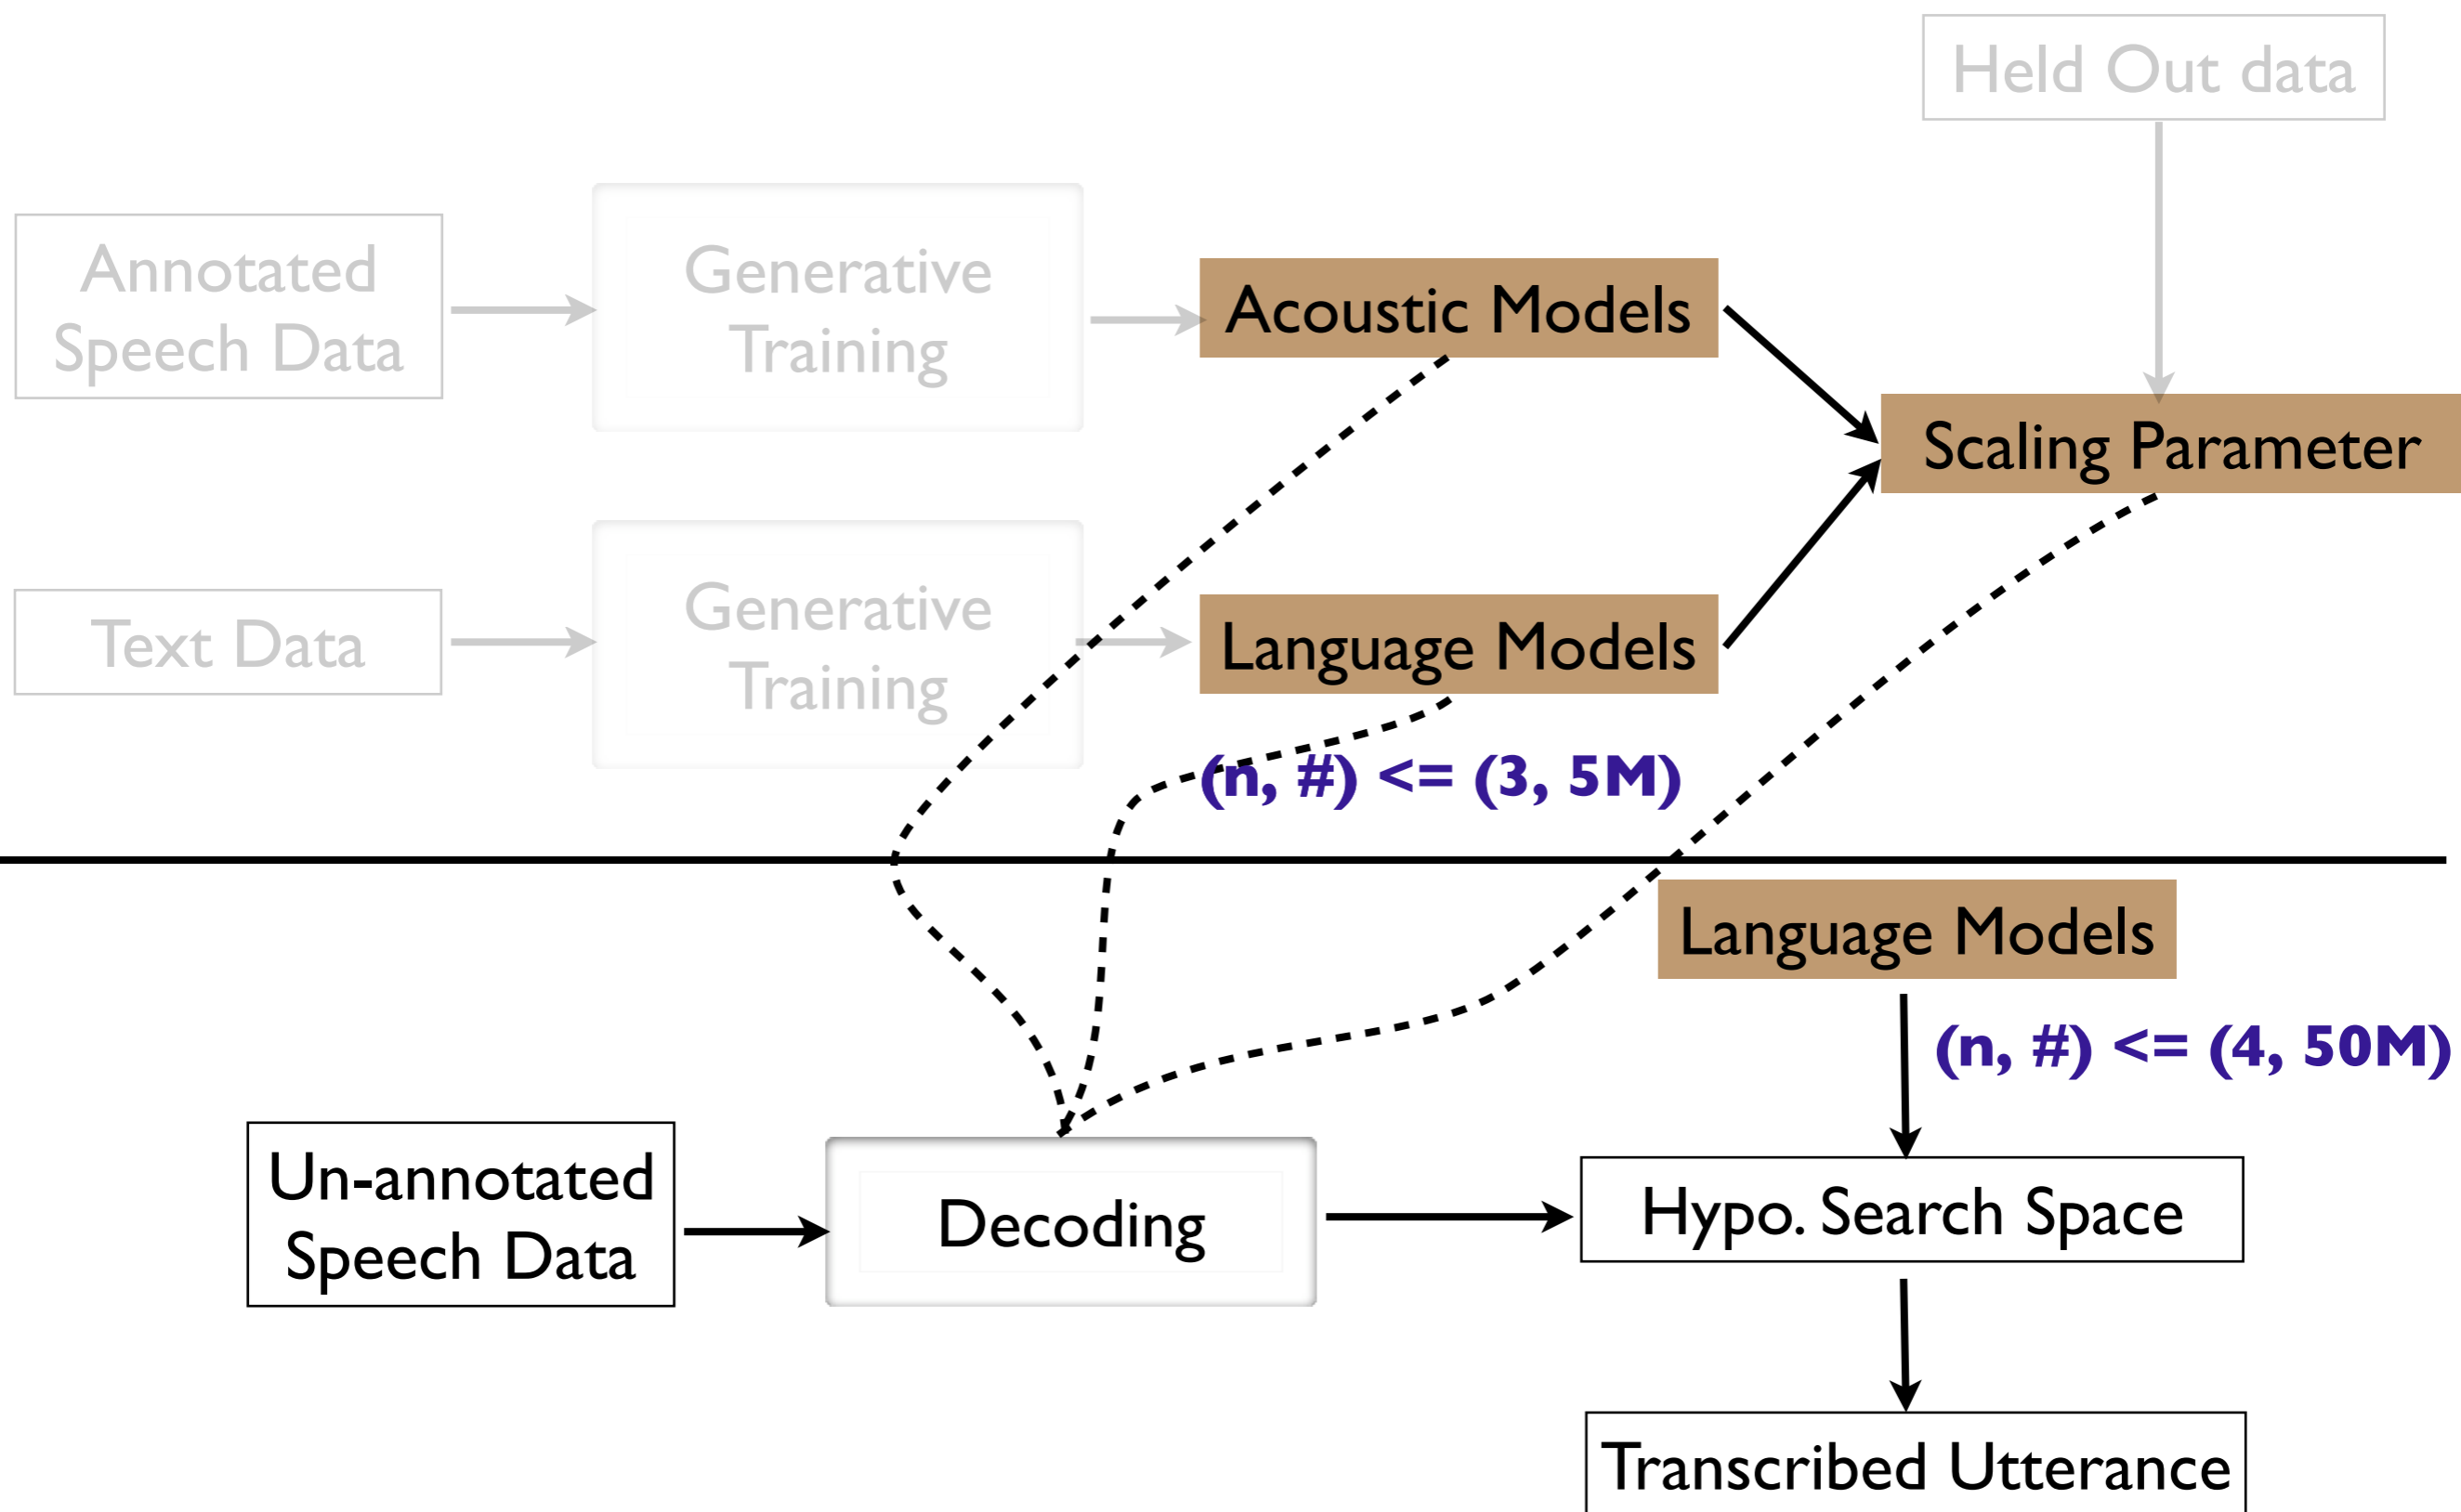 Held Out data
Annotated
Speech Data
Generative
Training
Acoustic Models
Scaling Parameter
Text Data
Generative
Training
Language Models
(n, #) <= (3, 5M)
Language Models
(n, #) <= (4, 50M)
Un-annotated
Speech Data
Decoding
Hypo. Search Space
Transcribed Utterance